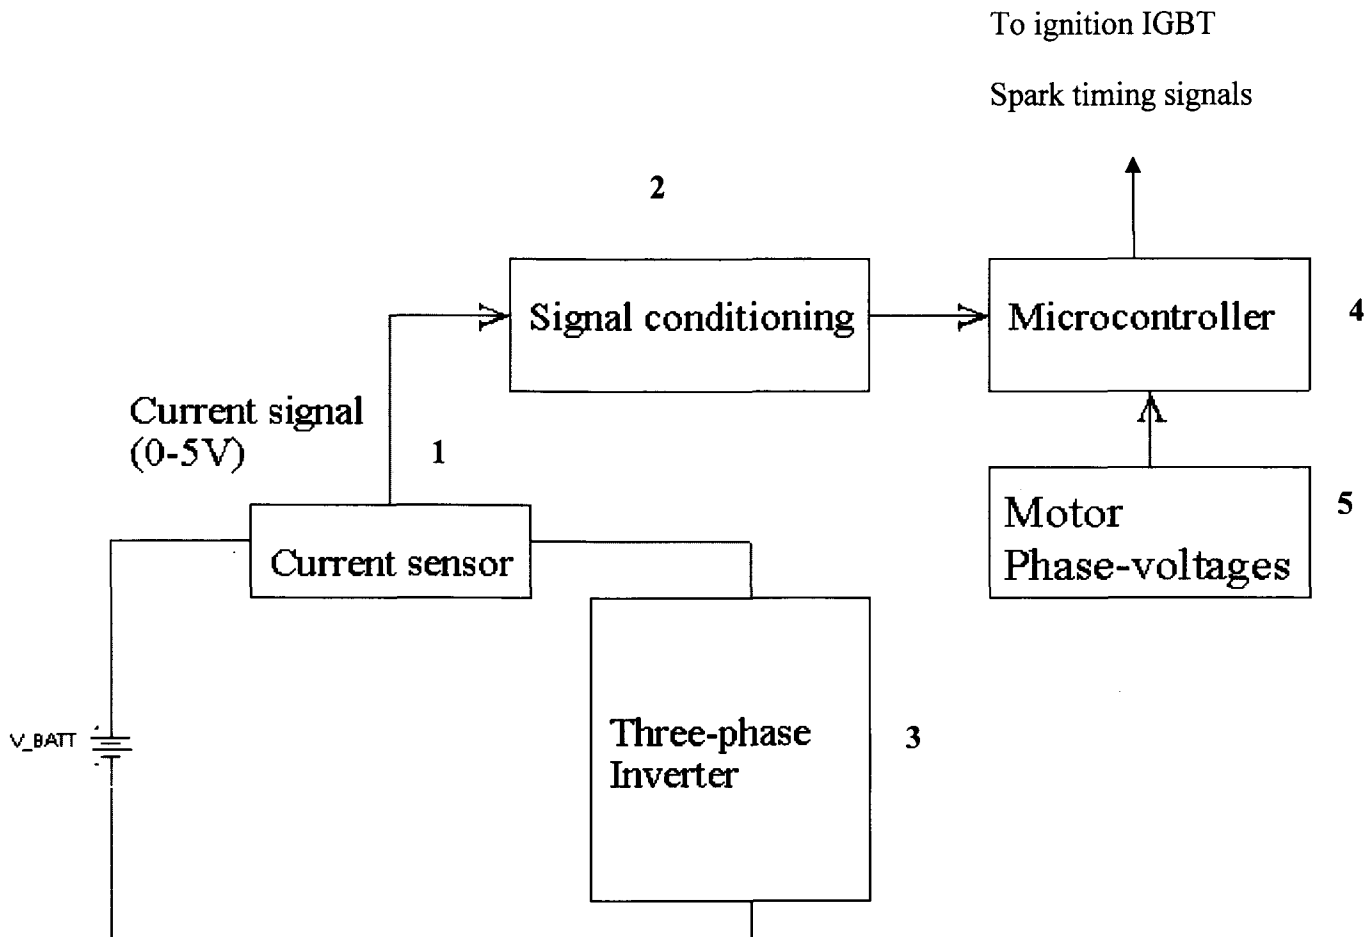 To ignition IGBT
Spark timing signals
2
Signal conditioning
Microcontroller
4
Current signal
(0-5V)
1
Motor
Phase-voltages
5
Current sensor
V_BATT
Three-phase
Inverter
3